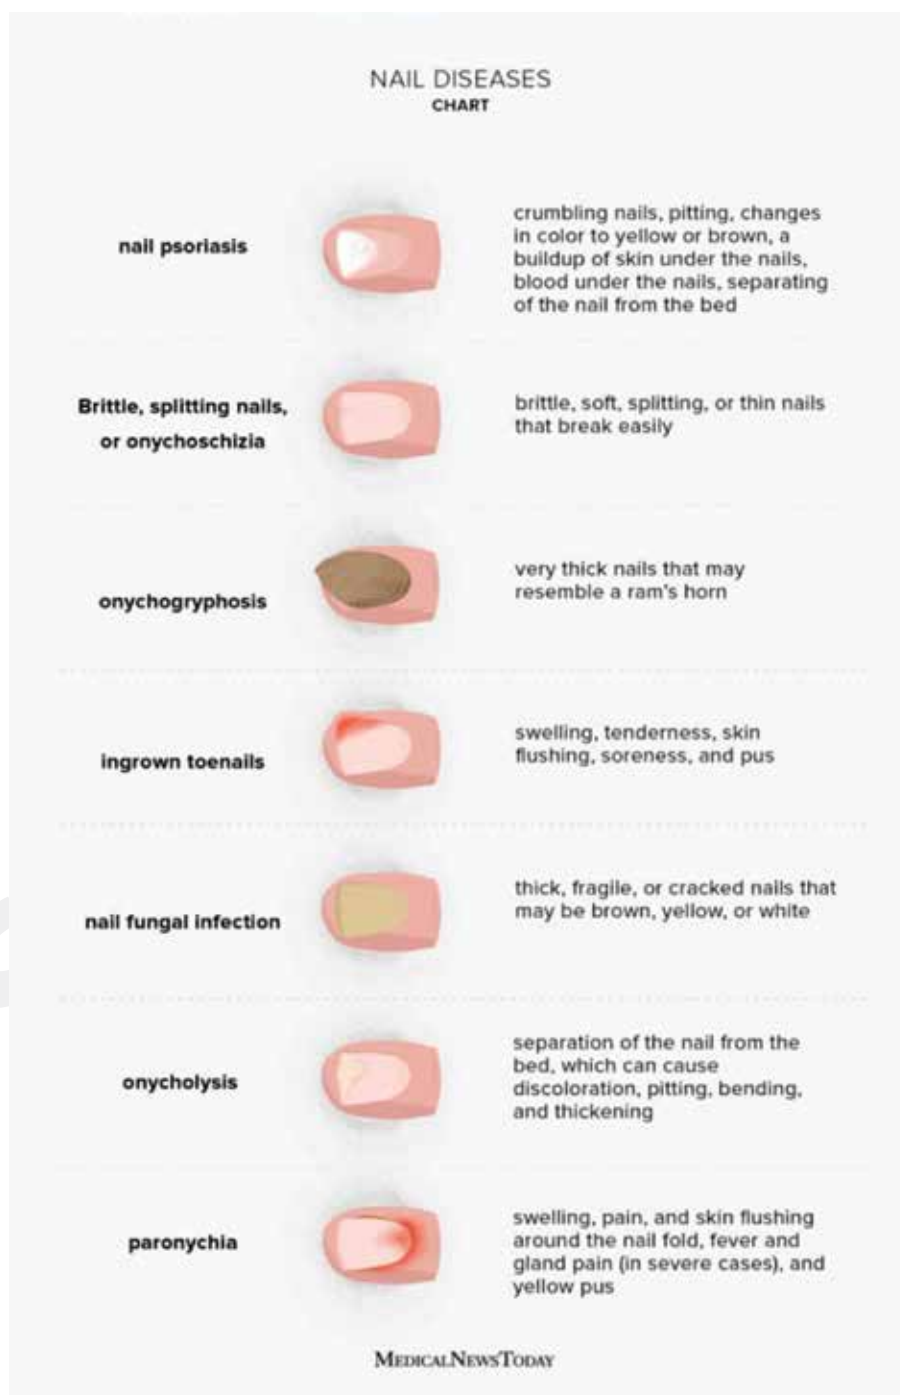 NAIL DISEASES
CHART
nail psoriasis
crumbling nails, pitting, changes
in color to yellow or brown, a
buildup of skin under the nails,
blood under the nails, separating
of the nail from the bed
Brittle, splitting nails,
or onychoschizia
brittle, soft, splitting, or thin nails
that break easily
onychogryphosis
very thick nails that may
resemble a ram's horn
ingrown toenails
swelling, tenderness, skin
flushing, soreness, and pus
nail fungal infection
thick, fragile, or cracked nails that
may be brown, yellow, or white
onycholysis
separation of the nail from the
bed, which can cause
discoloration, pitting, bending,
and thickening
paronychia
swelling, pain, and skin flushing
around the nail fold, fever and
gland pain (in severe cases), and
yellow pus
MEDICALNEWSTODAY